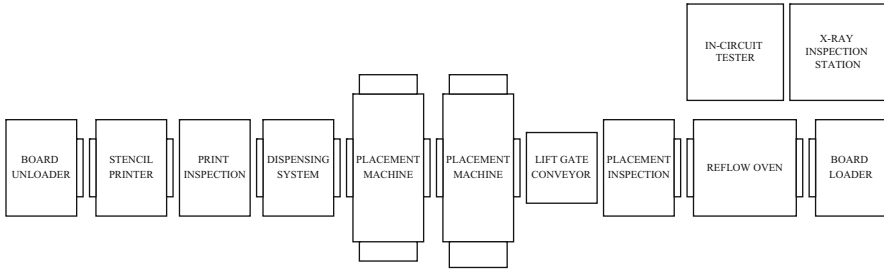 IN-CIRCUIT
TESTER
X-RAY
INSPECTION
STATION
BOARD
UNLOADER
STENCIL
PRINTER
PRINT
INSPECTION
DISPENSING
SYSTEM
PLACEMENT
MACHINE
PLACEMENT
MACHINE
LIFT GATE
CONVEYOR
PLACEMENT
INSPECTION
REFLOW OVEN
BOARD
LOADER